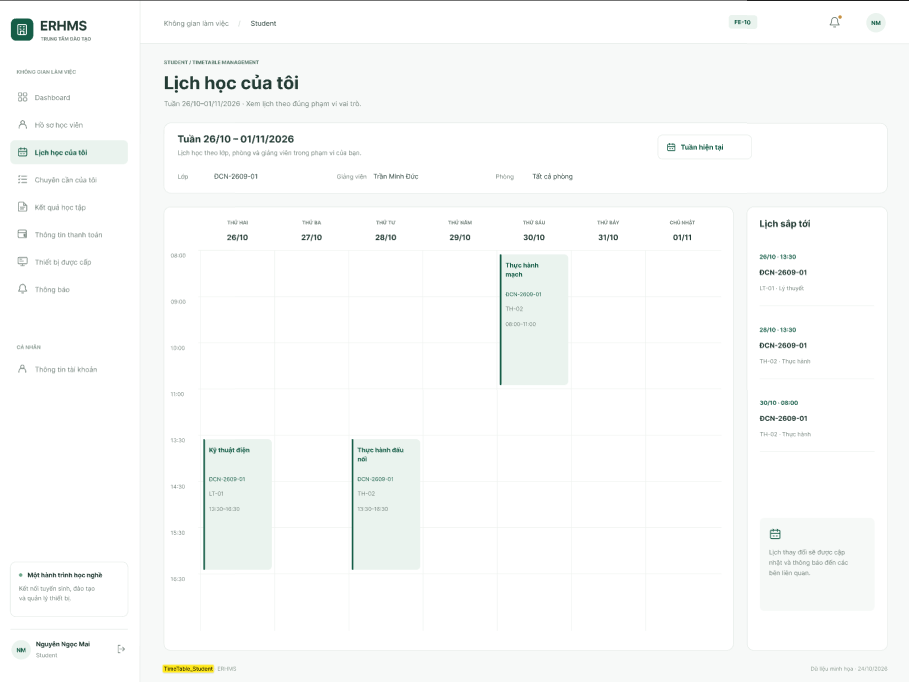 ERHMS
TRUNG TÂM ĐÀO TẠO
KHÔNG GIAN LÀM VIỆC
Dashboard
Hồ sơ học viên
Lịch học của tôi
Chuyên cần của tôi
Kết quả học tập
Thông tin thanh toán
Thiết bị được cấp
Thông báo
CÁ NHÂN
Thông tin tài khoản
Một hành trình học nghề
Kết nối tuyển sinh, đào tạo
và quản lý thiết bị.
NM
Nguyễn Ngọc Mai
Student
Không gian làm việc / Student
FE-10
NM
STUDENT / TIMETABLE MANAGEMENT
Lịch học của tôi
Tuần 26/10–01/11/2026 · Xem lịch theo đúng phạm vi vai trò.
Tuần 26/10 – 01/11/2026
Lịch học theo lớp, phòng và giảng viên trong phạm vi của bạn.
Tuần hiện tại
Lớp ĐCN-2609-01
Giảng viên Trần Minh Đức
Phòng Tất cả phòng
THỨ HAI THỨ BA THỨ TƯ THỨ NĂM THỨ SÁU THỨ BẢY CHỦ NHẬT
26/10 27/10 28/10 29/10 30/10 31/10 01/11
08:00
09:00
10:00
11:00
13:30
14:30
15:30
16:30
Thực hành
mạch
ĐCN-2609-01
TH-02
08:00-11:00
Kỹ thuật điện
ĐCN-2609-01
LT-01
13:30-16:30
Thực hành đấu
nối
ĐCN-2609-01
TH-02
13:30-16:30
Lịch sắp tới
26/10 · 13:30
ĐCN-2609-01
LT-01 · Lý thuyết
28/10 · 13:30
ĐCN-2609-01
TH-02 · Thực hành
30/10 · 08:00
ĐCN-2609-01
TH-02 · Thực hành
Lịch thay đổi sẽ được cập
nhật và thông báo đến các
bên liên quan.
TimeTable_Student ERHMS
Dữ liệu minh họa · 24/10/2026